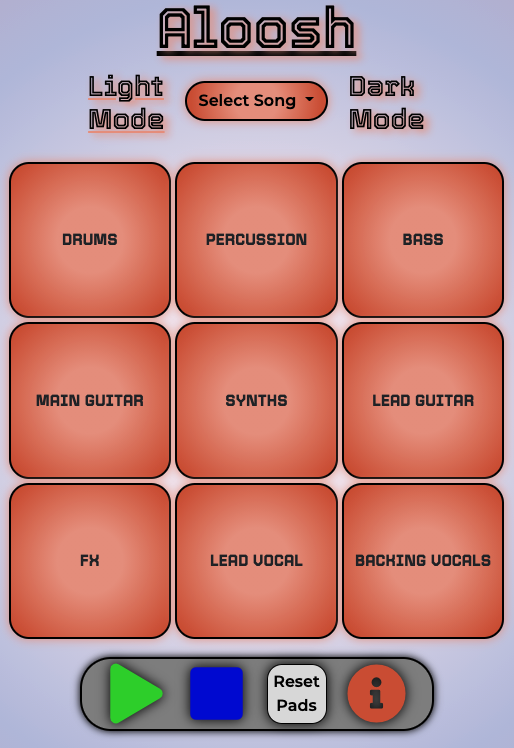 Aloosh
Light
Mode
Select Song
Dark
Mode
DRUMS
PERCUSSION
BASS
MAIN GUITAR
SYNTHS
LEAD GUITAR
FX
LEAD VOCAL
BACKING VOCALS
Reset
Pads
i